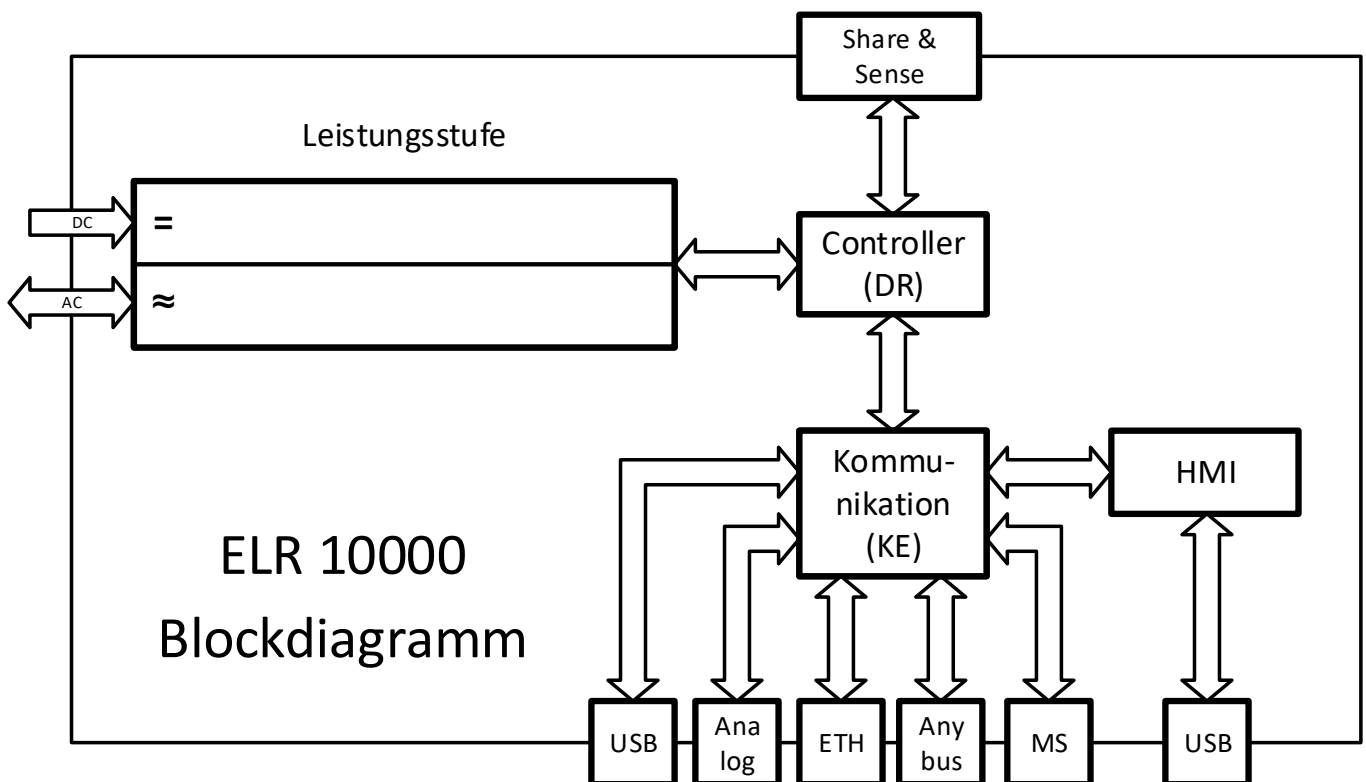 Share &
Sense
Leistungsstufe
DC
=
AC
≈
Controller
(DR)
Kommu-
nikation
(KE)
HMI
ELR 10000
Blockdiagramm
USB
Ana
log
ETH
Any
bus
MS
USB